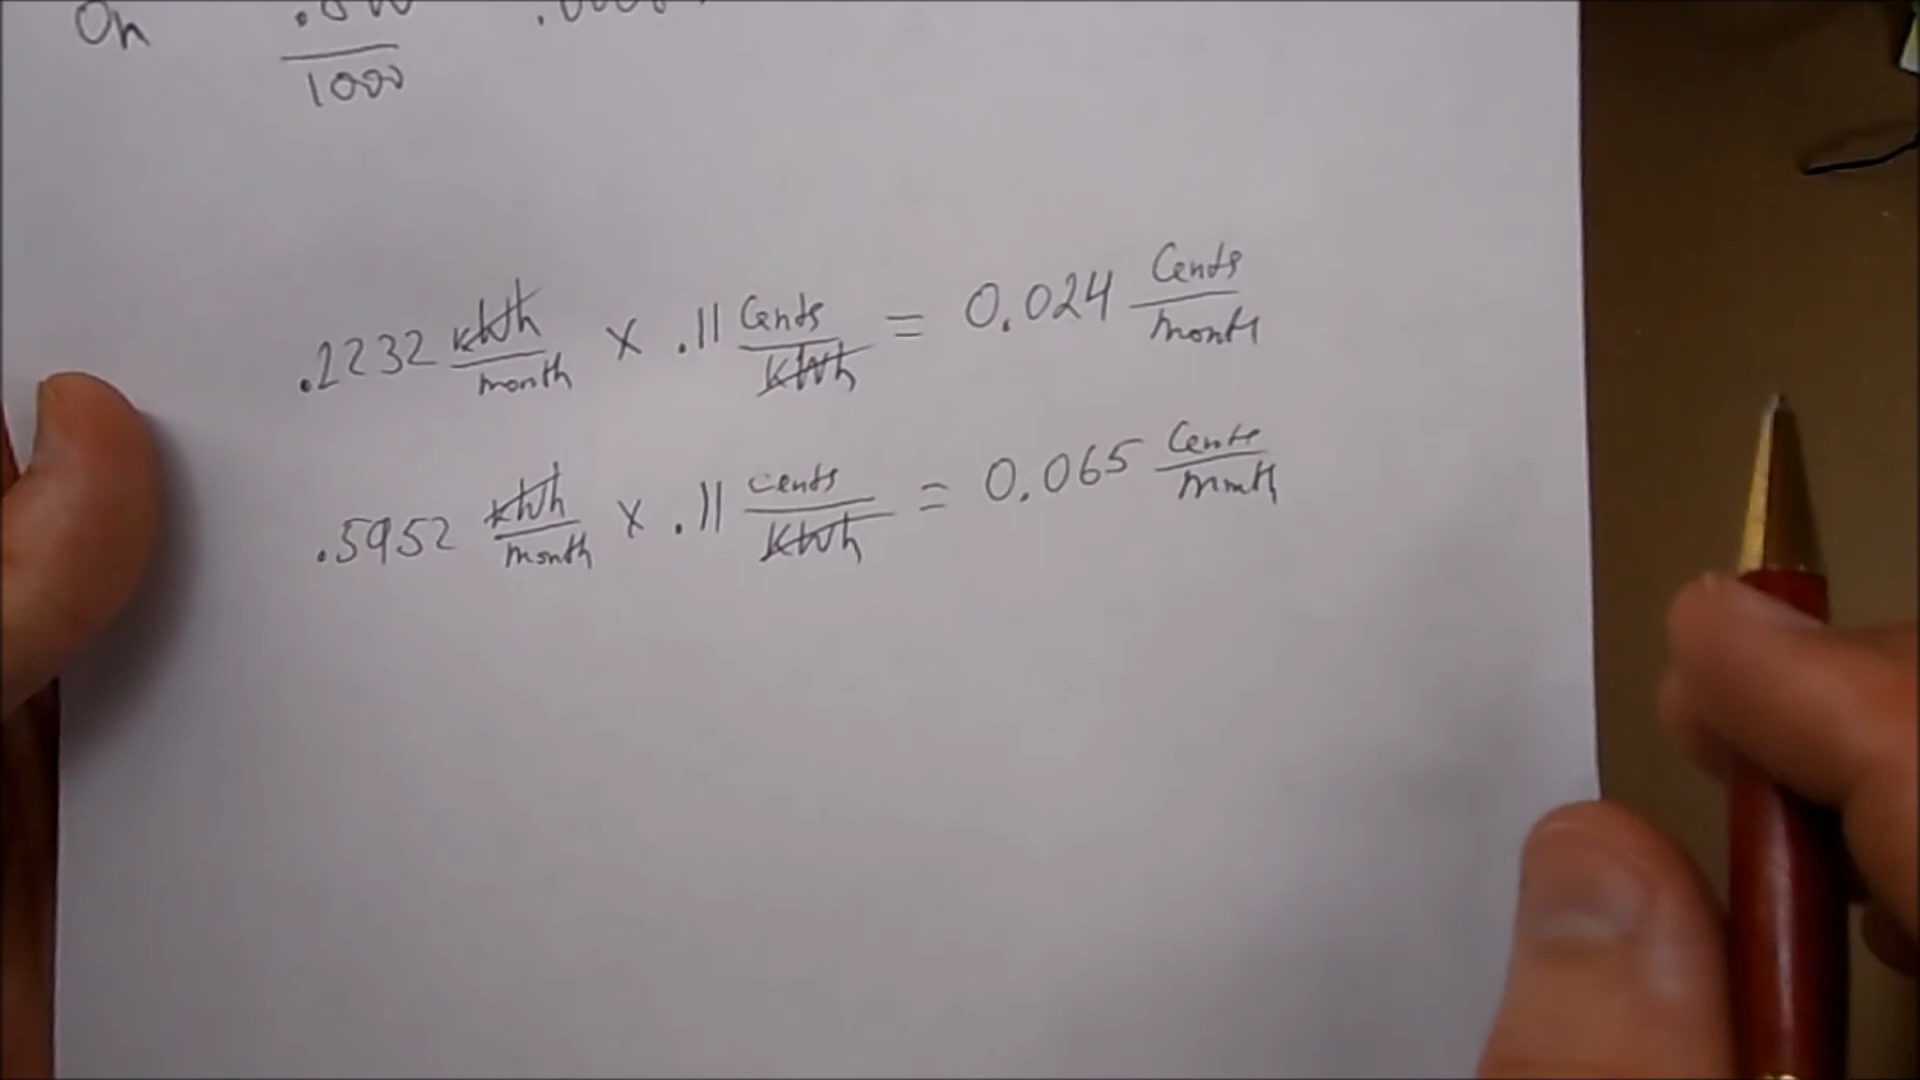 On
1000
.2232 kWh/month x .11 Cents/kWh = 0.024 Cents/month
.5952 kWh/month x .11 cents/kWh = 0.065 Cents/month